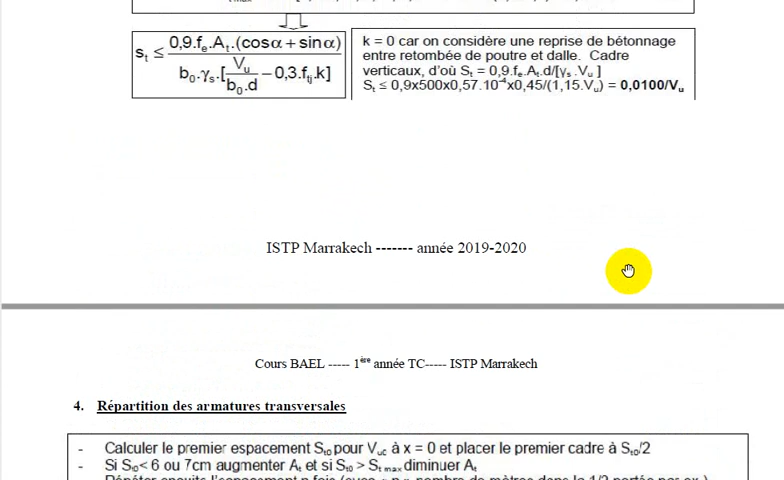 s_t ≤ 0,9.f_e.A_t.(cosα + sinα) / b_0.γ_s.[V_u/b_0.d − 0,3.f_tj.k]
k = 0 car on considère une reprise de bétonnage
entre retombée de poutre et dalle. Cadre
verticaux, d'où S_t = 0,9.f_e.A_t.d/[γ_s .V_u ]
S_t ≤ 0,9x500x0,57.10^-4x0,45/(1,15.V_u) = 0,0100/V_u
ISTP Marrakech ------- année 2019-2020
Cours BAEL ----- 1ère année TC----- ISTP Marrakech
4. Répartition des armatures transversales
- Calculer le premier espacement S_t0 pour V_uc à x = 0 et placer le premier cadre à S_t0/2
- Si S_t0< 6 ou 7cm augmenter A_t et si S_t0 > S_t max diminuer A_t